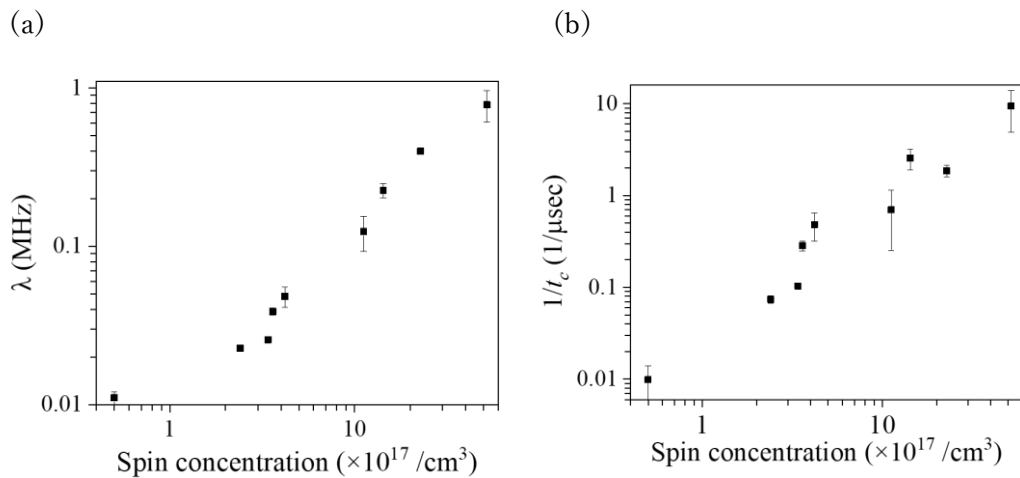 (a)
(b)
1
0.1
0.01
λ (MHz)
1
10
Spin concentration (×10¹⁷ /cm³)
10
1
0.1
0.01
1/t_c (1/μsec)
1
10
Spin concentration (×10¹⁷ /cm³)